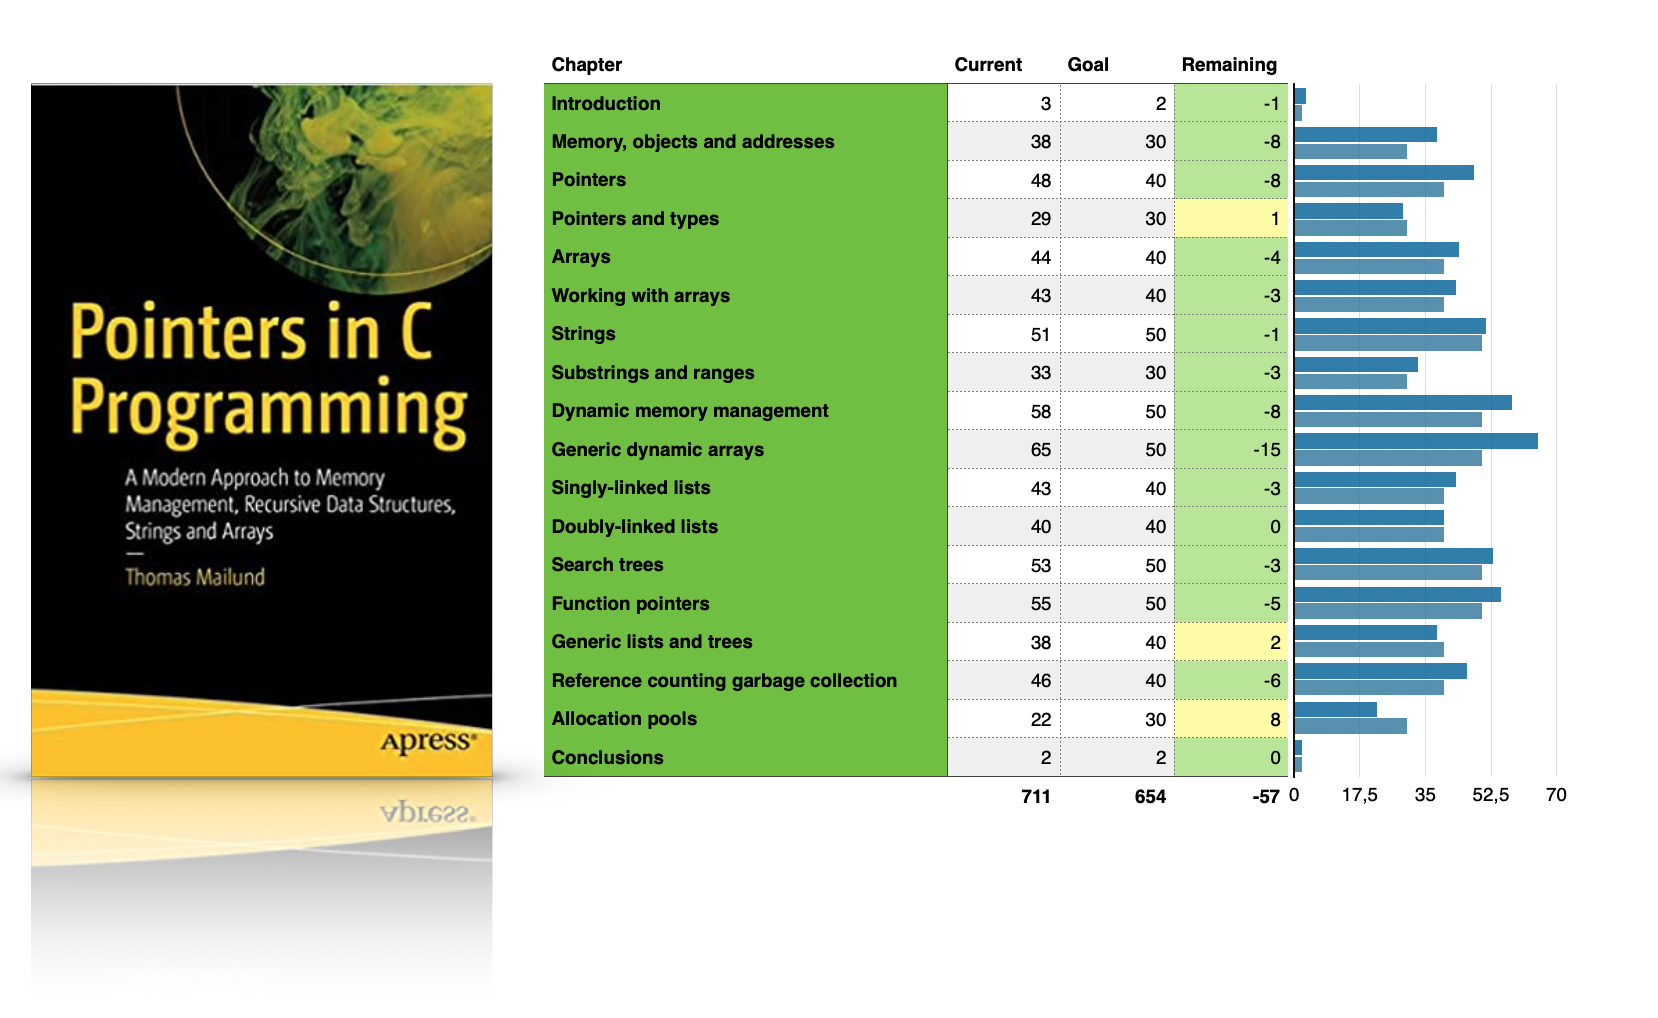 Pointers in C
Programming
A Modern Approach to Memory
Management, Recursive Data Structures,
Strings and Arrays
—
Thomas Mailund
Apress®
Chapter Current Goal Remaining
Introduction 3 2 -1
Memory, objects and addresses 38 30 -8
Pointers 48 40 -8
Pointers and types 29 30 1
Arrays 44 40 -4
Working with arrays 43 40 -3
Strings 51 50 -1
Substrings and ranges 33 30 -3
Dynamic memory management 58 50 -8
Generic dynamic arrays 65 50 -15
Singly-linked lists 43 40 -3
Doubly-linked lists 40 40 0
Search trees 53 50 -3
Function pointers 55 50 -5
Generic lists and trees 38 40 2
Reference counting garbage collection 46 40 -6
Allocation pools 22 30 8
Conclusions 2 2 0
711 654 -57
0 17,5 35 52,5 70